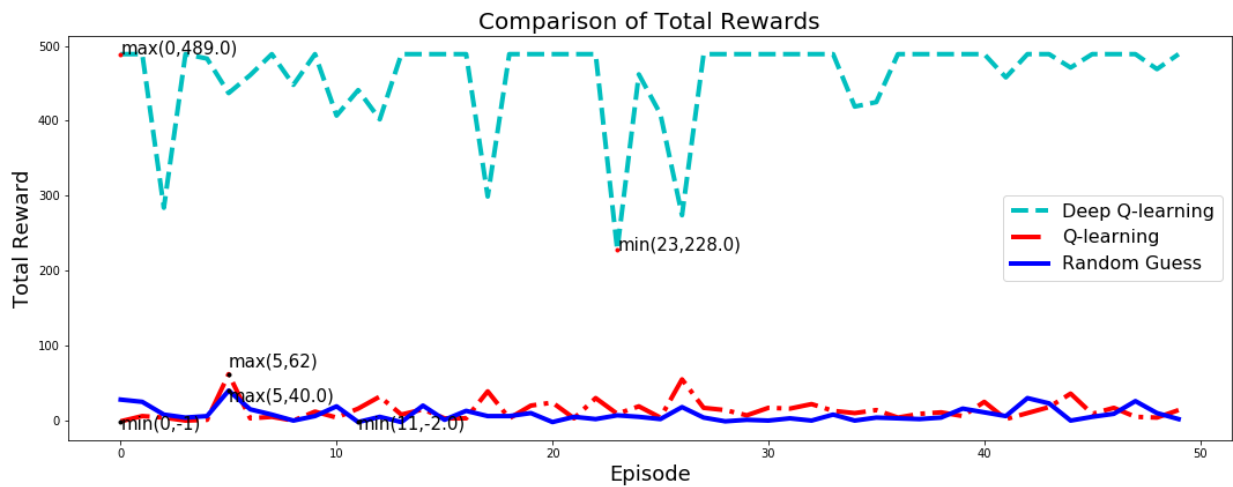 Comparison of Total Rewards
500
400
300
200
100
0
Total Reward
max(0,489.0)
min(23,228.0)
max(5,62)
max(5,40.0)
min(0,-1)
min(11,-2.0)
Deep Q-learning
Q-learning
Random Guess
0
10
20
30
40
50
Episode